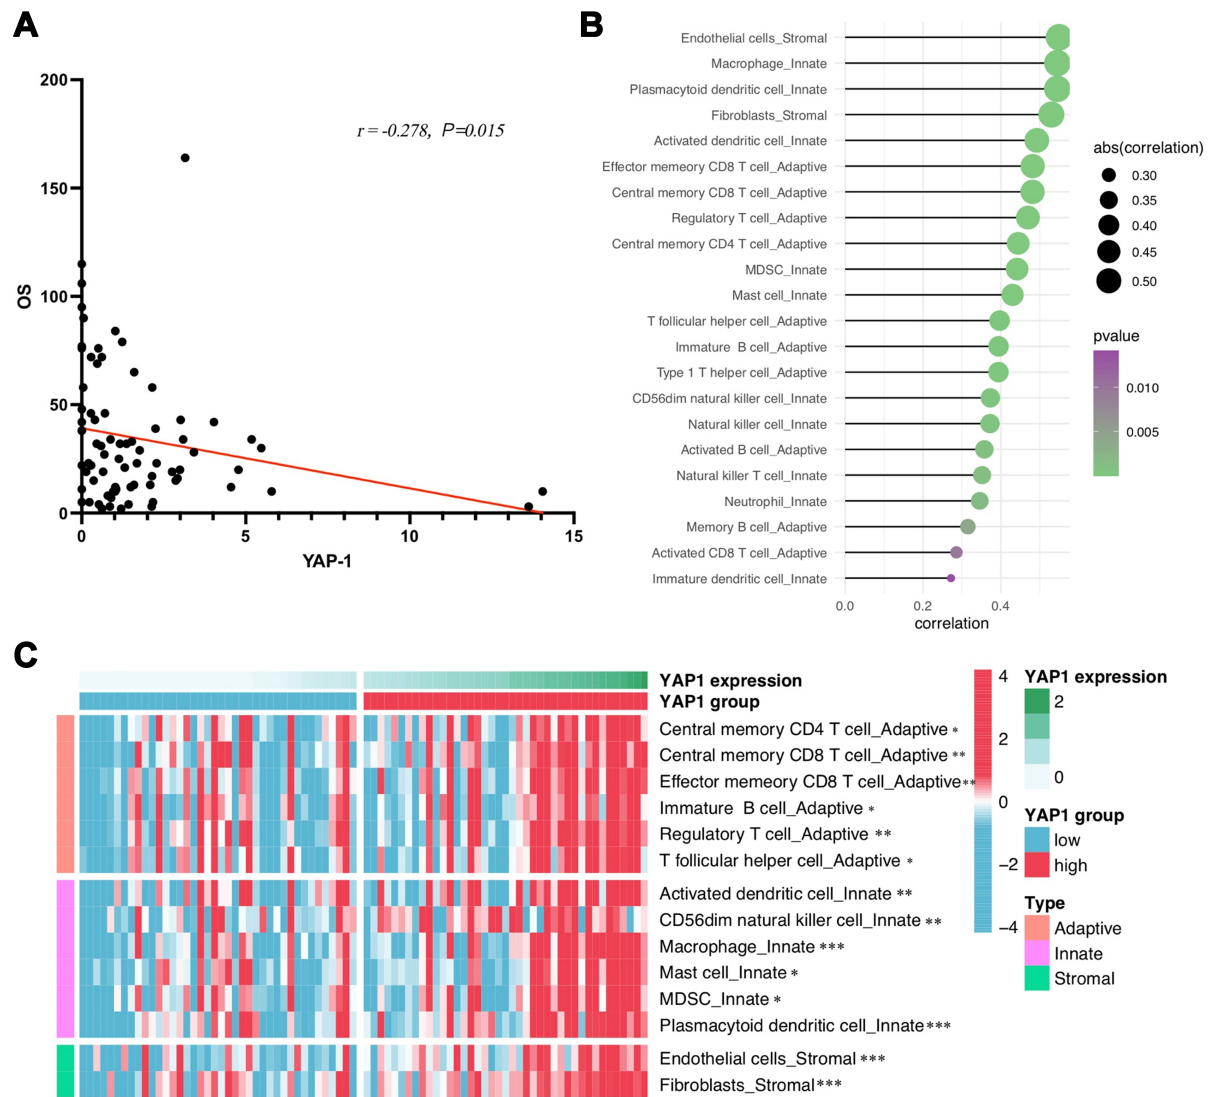 A
200
150
100
50
0
OS
r = -0.278, P=0.015
0
5
10
15
YAP-1
B
Endothelial cells_Stromal
Macrophage_Innate
Plasmacytoid dendritic cell_Innate
Fibroblasts_Stromal
Activated dendritic cell_Innate
Effector memeory CD8 T cell_Adaptive
Central memory CD8 T cell_Adaptive
Regulatory T cell_Adaptive
Central memory CD4 T cell_Adaptive
MDSC_Innate
Mast cell_Innate
T follicular helper cell_Adaptive
Immature  B cell_Adaptive
Type 1 T helper cell_Adaptive
CD56dim natural killer cell_Innate
Natural killer cell_Innate
Activated B cell_Adaptive
Natural killer T cell_Innate
Neutrophil_Innate
Memory B cell_Adaptive
Activated CD8 T cell_Adaptive
Immature dendritic cell_Innate
0.0
0.2
0.4
correlation
abs(correlation)
0.30
0.35
0.40
0.45
0.50
pvalue
0.010
0.005
C
YAP1 expression
YAP1 group
Central memory CD4 T cell_Adaptive *
Central memory CD8 T cell_Adaptive **
Effector memeory CD8 T cell_Adaptive**
Immature  B cell_Adaptive *
Regulatory T cell_Adaptive **
T follicular helper cell_Adaptive *
Activated dendritic cell_Innate **
CD56dim natural killer cell_Innate **
Macrophage_Innate ***
Mast cell_Innate *
MDSC_Innate *
Plasmacytoid dendritic cell_Innate***
Endothelial cells_Stromal ***
Fibroblasts_Stromal***
4
2
0
−2
−4
YAP1 expression
2
0
YAP1 group
low
high
Type
Adaptive
Innate
Stromal